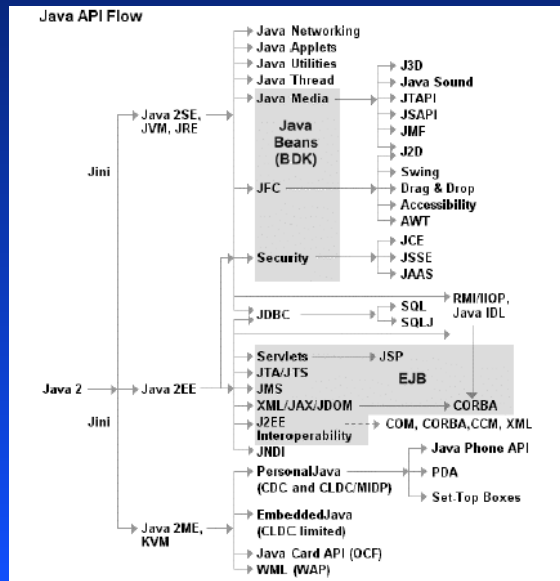 Java API Flow
Java Networking
Java Applets
Java Utilities
Java Thread
Java Media
J3D
Java Sound
JTAPI
JSAPI
JMF
J2D
Java 2SE,
JVM, JRE
Java
Beans
(BDK)
Jini
JFC
Swing
Drag & Drop
Accessibility
AWT
Security
JCE
JSSE
JAAS
JDBC
SQL
SQLJ
RMI/IIOP,
Java IDL
Java 2
Java 2EE
Servlets
JSP
EJB
JTA/JTS
JMS
XML/JAX/JDOM
CORBA
J2EE
Interoperability
COM, CORBA,CCM, XML
JNDI
Jini
Java 2ME,
KVM
PersonalJava
(CDC and CLDC/MIDP)
Java Phone API
PDA
Set-Top Boxes
EmbeddedJava
(CLDC limited)
Java Card API (OCF)
WML (WAP)